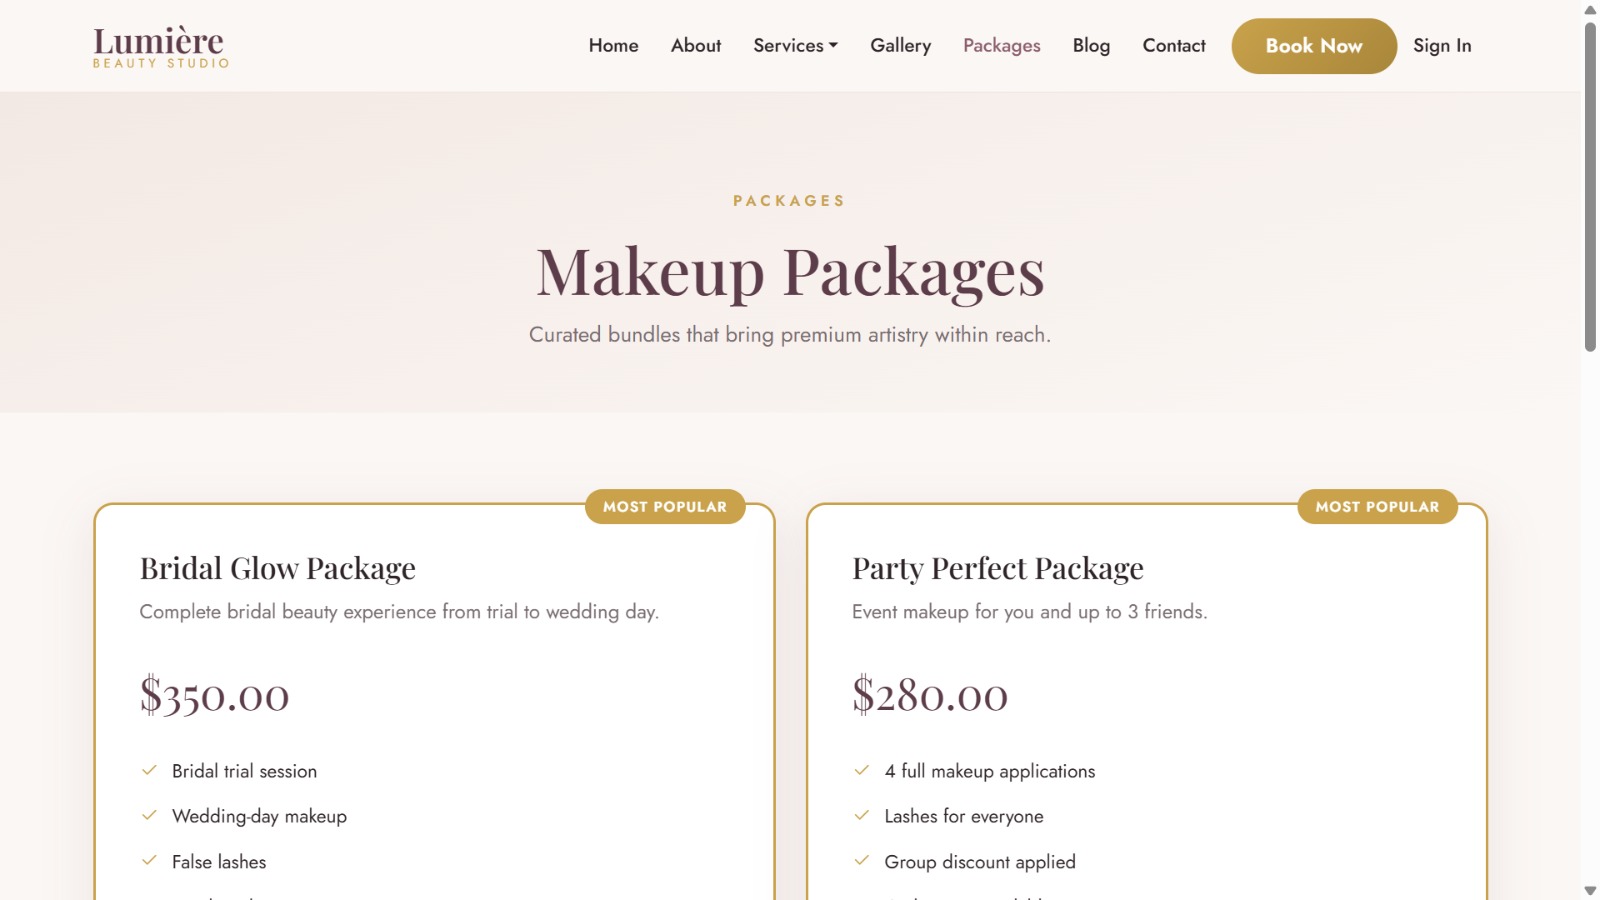 Lumière
BEAUTY STUDIO
Home
About
Services
Gallery
Packages
Blog
Contact
Book Now
Sign In
PACKAGES
Makeup Packages
Curated bundles that bring premium artistry within reach.
MOST POPULAR
Bridal Glow Package
Complete bridal beauty experience from trial to wedding day.
$350.00
Bridal trial session
Wedding-day makeup
False lashes
MOST POPULAR
Party Perfect Package
Event makeup for you and up to 3 friends.
$280.00
4 full makeup applications
Lashes for everyone
Group discount applied